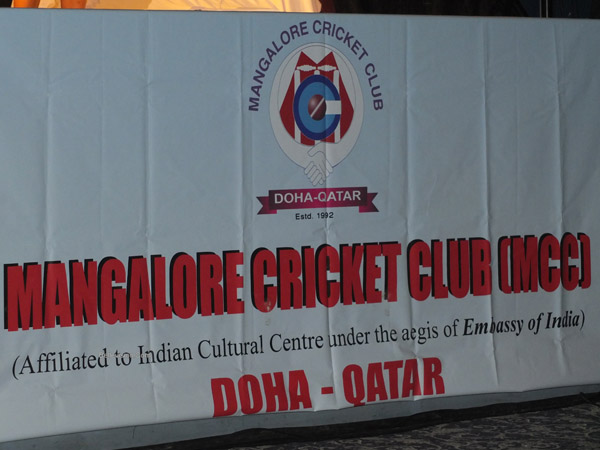 MANGALORE CRICKET CLUB
DOHA-QATAR
Estd. 1992
MANGALORE CRICKET CLUB (MCC)
(Affiliated to Indian Cultural Centre under the aegis of Embassy of India)
DOHA - QATAR